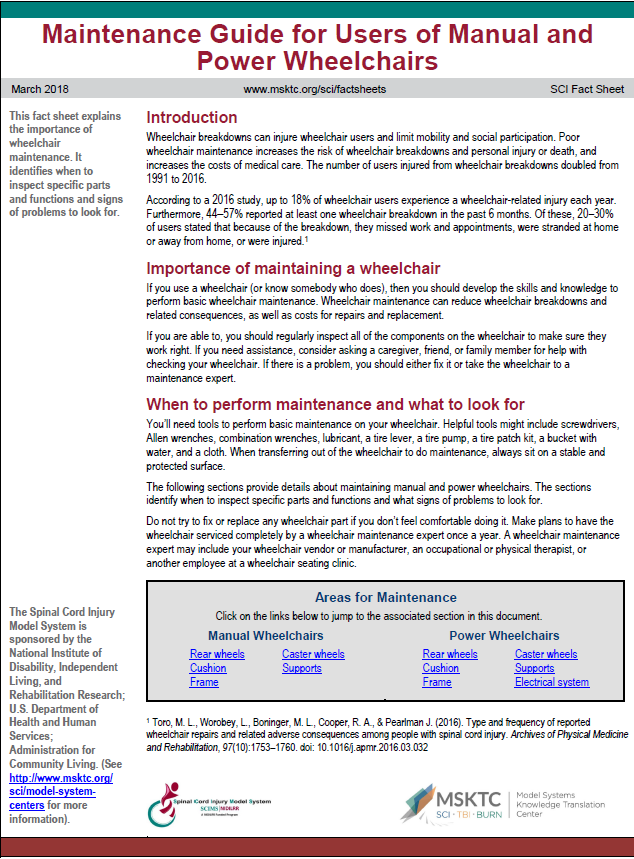 Maintenance Guide for Users of Manual and
Power Wheelchairs
March 2018
www.msktc.org/sci/factsheets
SCI Fact Sheet
This fact sheet explains
the importance of
wheelchair
maintenance. It
identifies when to
inspect specific parts
and functions and signs
of problems to look for.
Introduction
Wheelchair breakdowns can injure wheelchair users and limit mobility and social participation. Poor
wheelchair maintenance increases the risk of wheelchair breakdowns and personal injury or death, and
increases the costs of medical care. The number of users injured from wheelchair breakdowns doubled from
1991 to 2016.
According to a 2016 study, up to 18% of wheelchair users experience a wheelchair-related injury each year.
Furthermore, 44–57% reported at least one wheelchair breakdown in the past 6 months. Of these, 20–30%
of users stated that because of the breakdown, they missed work and appointments, were stranded at home
or away from home, or were injured.¹
Importance of maintaining a wheelchair
If you use a wheelchair (or know somebody who does), then you should develop the skills and knowledge to
perform basic wheelchair maintenance. Wheelchair maintenance can reduce wheelchair breakdowns and
related consequences, as well as costs for repairs and replacement.
If you are able to, you should regularly inspect all of the components on the wheelchair to make sure they
work right. If you need assistance, consider asking a caregiver, friend, or family member for help with
checking your wheelchair. If there is a problem, you should either fix it or take the wheelchair to a
maintenance expert.
When to perform maintenance and what to look for
You'll need tools to perform basic maintenance on your wheelchair. Helpful tools might include screwdrivers,
Allen wrenches, combination wrenches, lubricant, a tire lever, a tire pump, a tire patch kit, a bucket with
water, and a cloth. When transferring out of the wheelchair to do maintenance, always sit on a stable and
protected surface.
The following sections provide details about maintaining manual and power wheelchairs. The sections
identify when to inspect specific parts and functions and what signs of problems to look for.
Do not try to fix or replace any wheelchair part if you don't feel comfortable doing it. Make plans to have the
wheelchair serviced completely by a wheelchair maintenance expert once a year. A wheelchair maintenance
expert may include your wheelchair vendor or manufacturer, an occupational or physical therapist, or
another employee at a wheelchair seating clinic.
Areas for Maintenance
Click on the links below to jump to the associated section in this document.
Manual Wheelchairs
Rear wheels Caster wheels
Cushion Supports
Frame
Power Wheelchairs
Rear wheels Caster wheels
Cushion Supports
Frame Electrical system
The Spinal Cord Injury
Model System is
sponsored by the
National Institute of
Disability, Independent
Living, and
Rehabilitation Research;
U.S. Department of
Health and Human
Services;
Administration for
Community Living. (See
http://www.msktc.org/
sci/model-system-
centers for more
information).
¹ Toro, M. L., Worobey, L., Boninger, M. L., Cooper, R. A., & Pearlman J. (2016). Type and frequency of reported
wheelchair repairs and related adverse consequences among people with spinal cord injury. Archives of Physical Medicine
and Rehabilitation, 97(10):1753–1760. doi: 10.1016/j.apmr.2016.03.032
Spinal Cord Injury Model System
SCIMS NIDILRR
A NIDILRR Funded Program
MSKTC
SCI · TBI · BURN
Model Systems
Knowledge Translation
Center